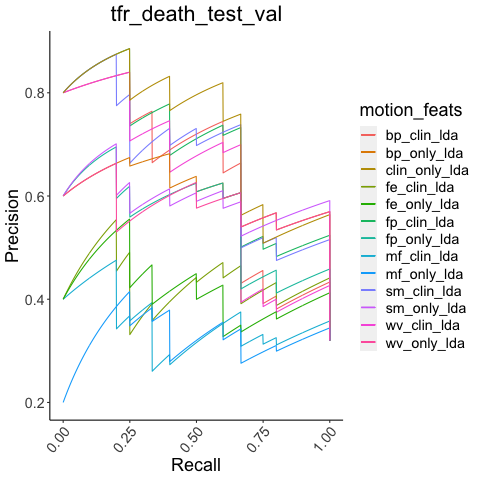 tfr_death_test_val
Precision
0.8
0.6
0.4
0.2
0.00
0.25
0.50
0.75
1.00
Recall
motion_feats
bp_clin_lda
bp_only_lda
clin_only_lda
fe_clin_lda
fe_only_lda
fp_clin_lda
fp_only_lda
mf_clin_lda
mf_only_lda
sm_clin_lda
sm_only_lda
wv_clin_lda
wv_only_lda